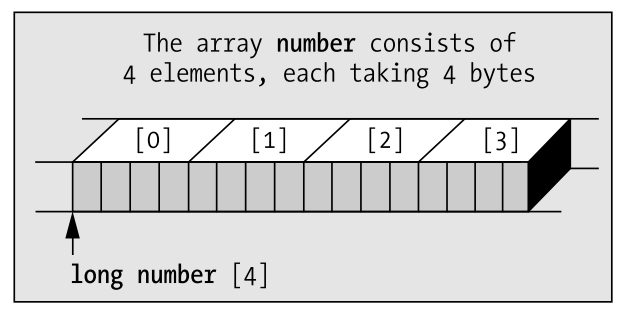 The array number consists of
4 elements, each taking 4 bytes
[0] [1] [2] [3]
long number [4]